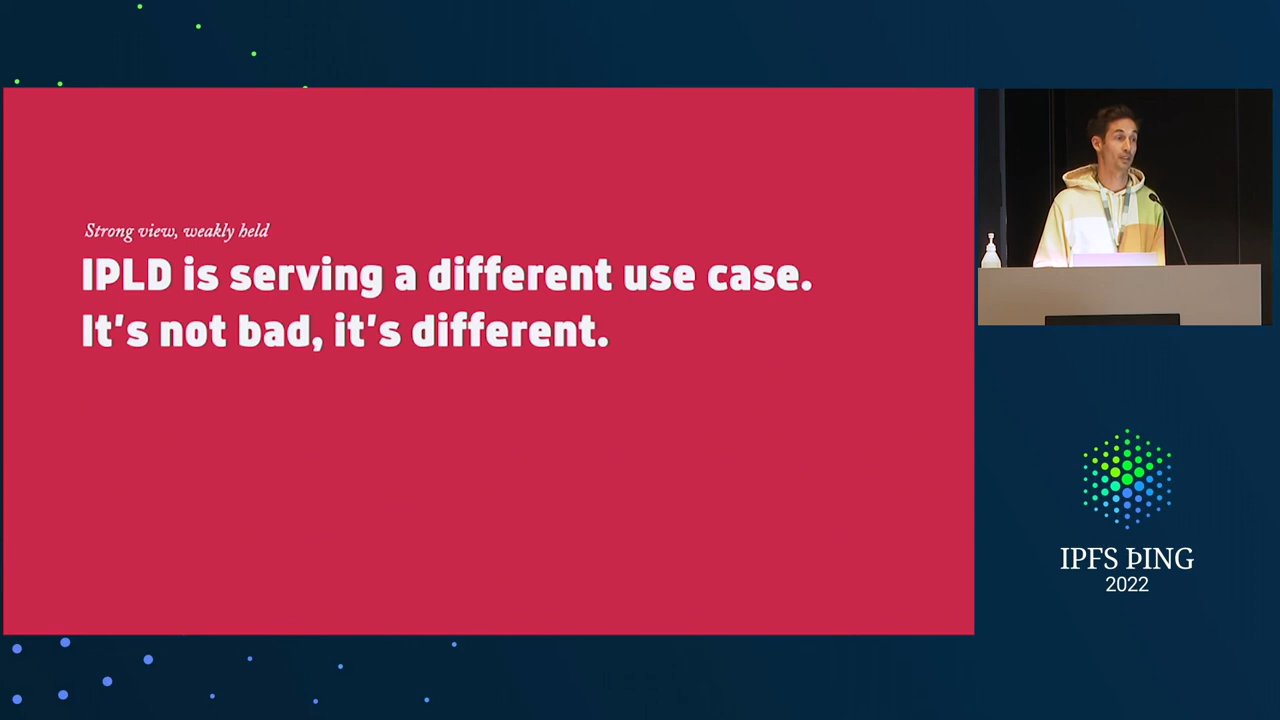 Strong view, weakly held
IPLD is serving a different use case.
It's not bad, it's different.
IPFS ÞING
2022